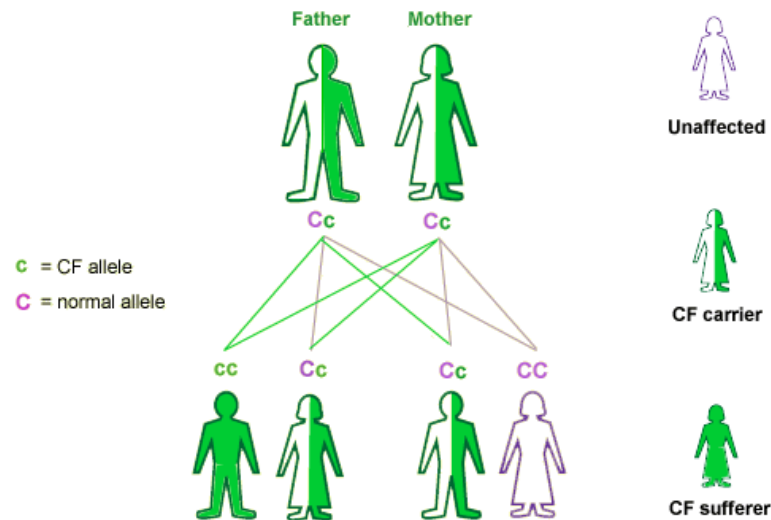 Father Mother
Unaffected
Cc Cc
c = CF allele
C = normal allele
CF carrier
cc Cc Cc CC
CF sufferer